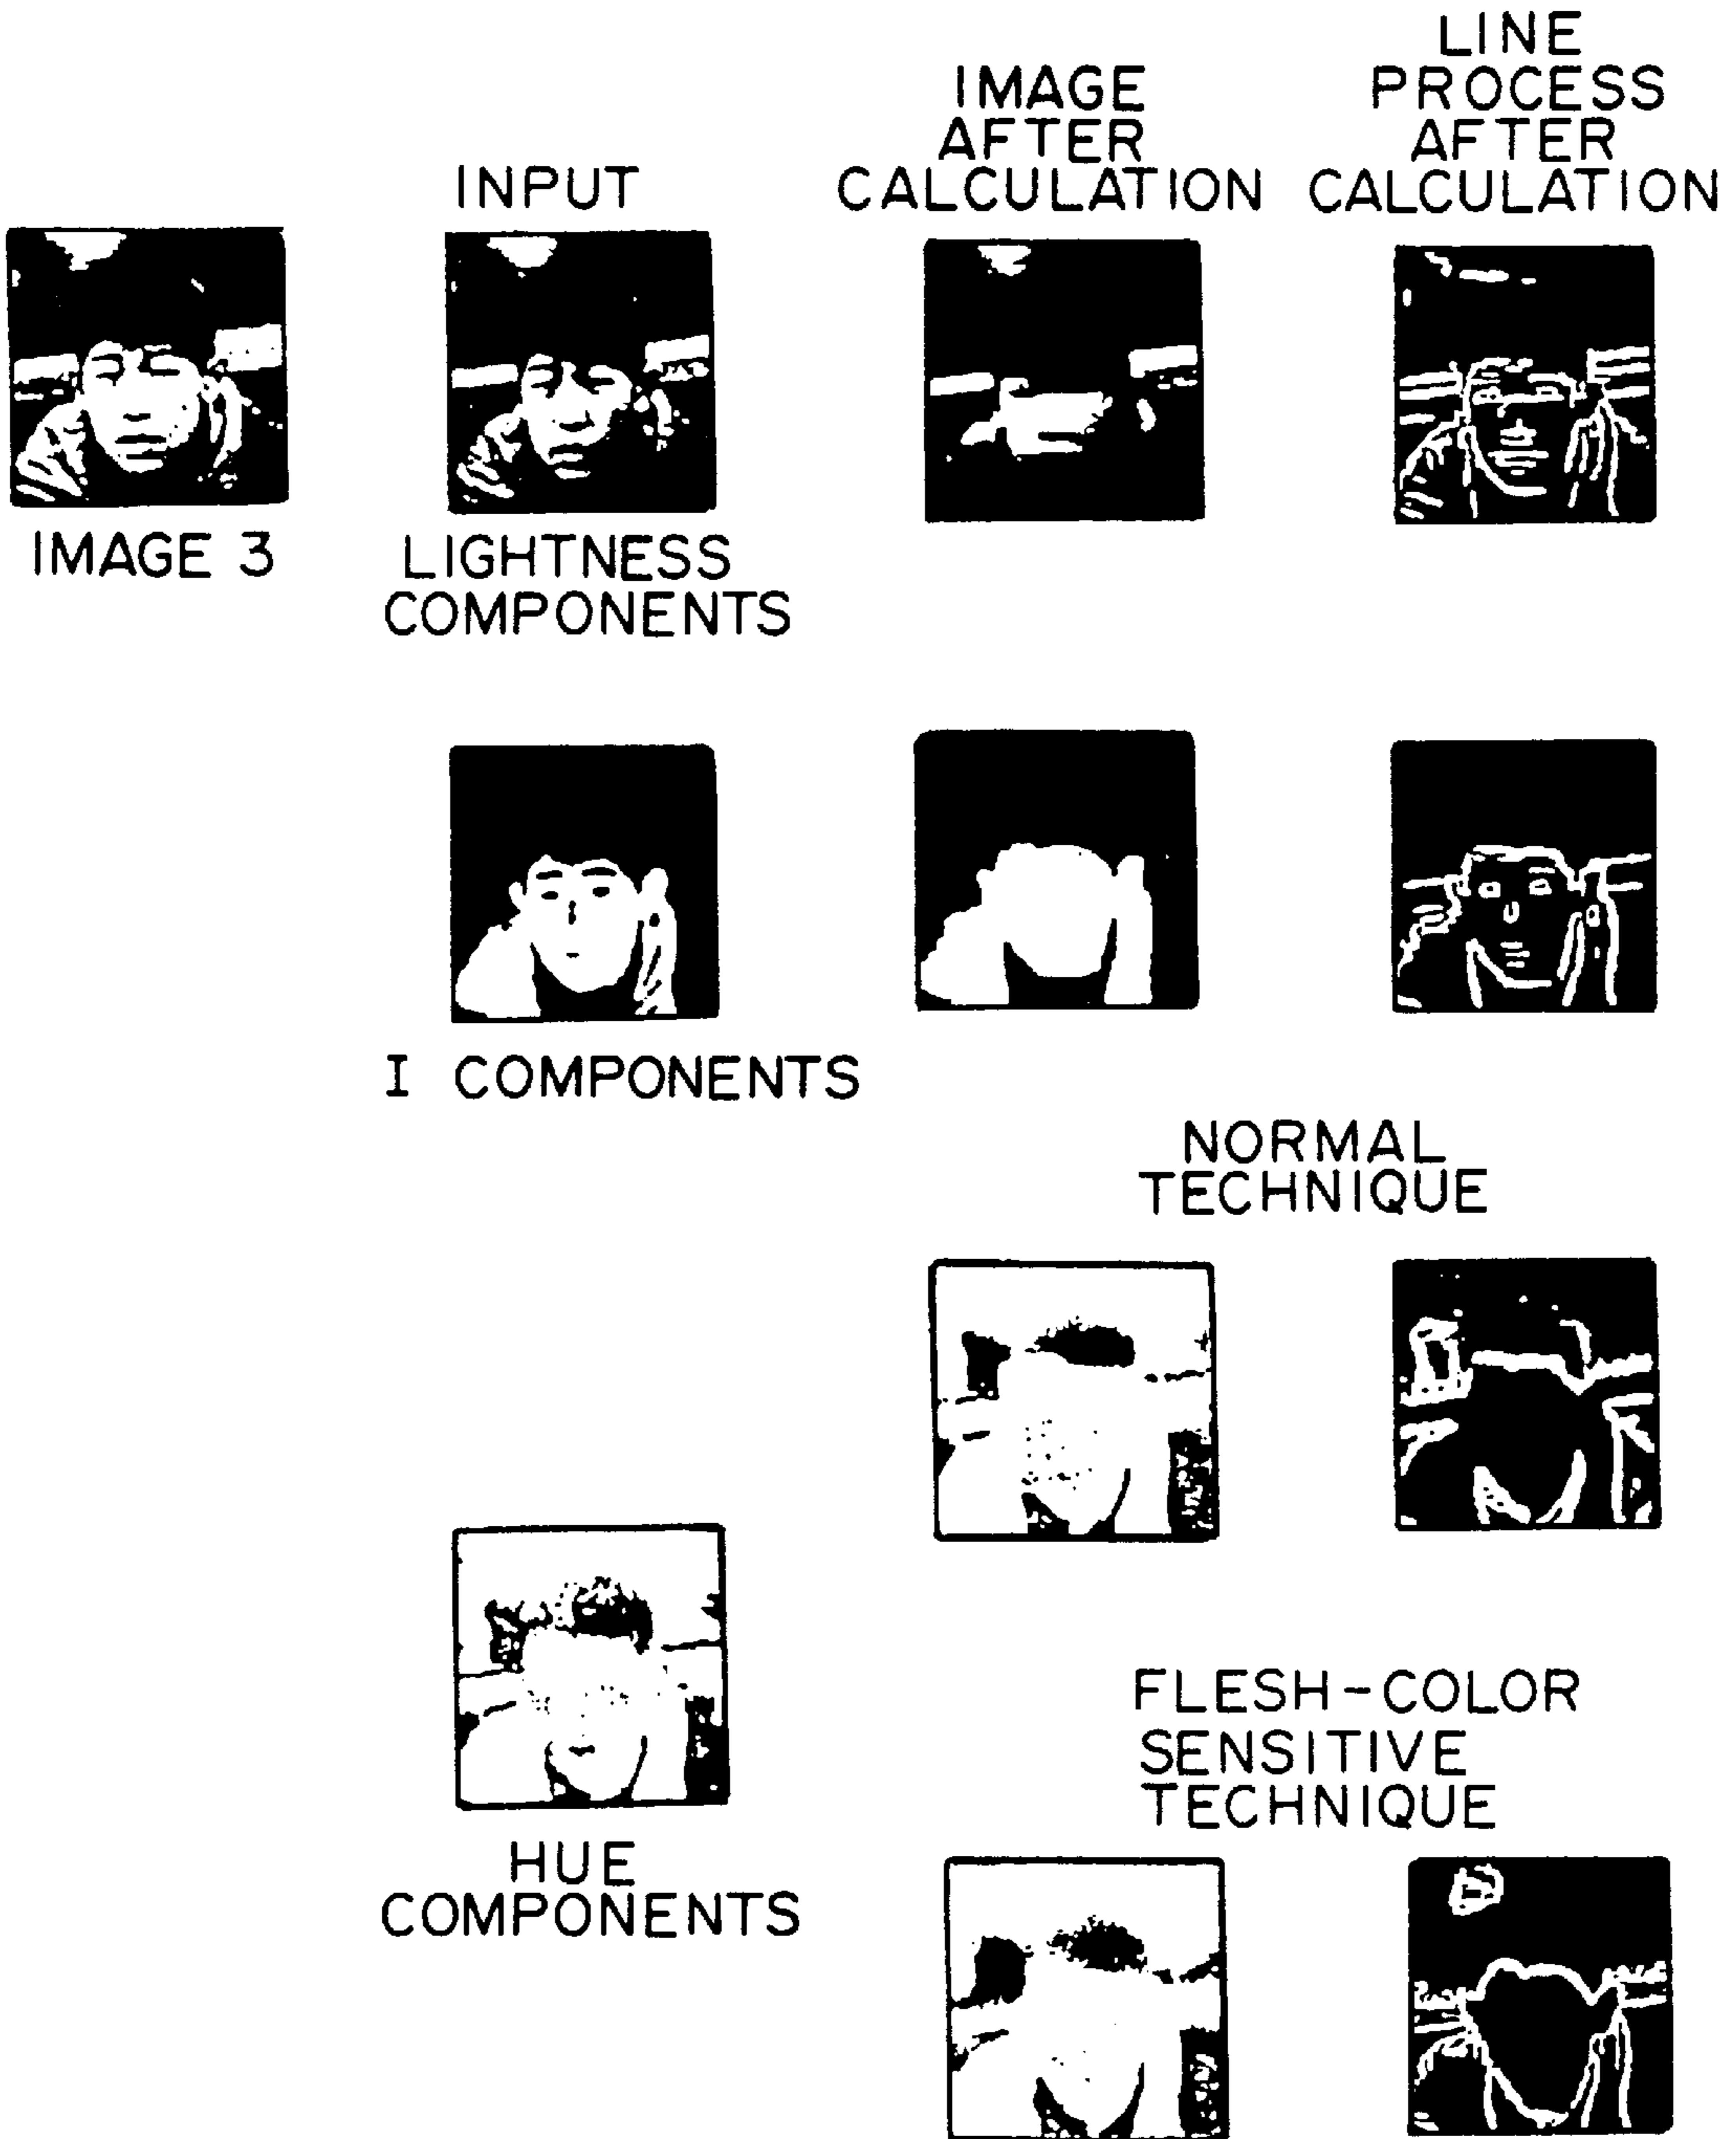 INPUT
IMAGE
AFTER
CALCULATION
LINE
PROCESS
AFTER
CALCULATION
IMAGE 3
LIGHTNESS
COMPONENTS
I COMPONENTS
NORMAL
TECHNIQUE
HUE
COMPONENTS
FLESH-COLOR
SENSITIVE
TECHNIQUE